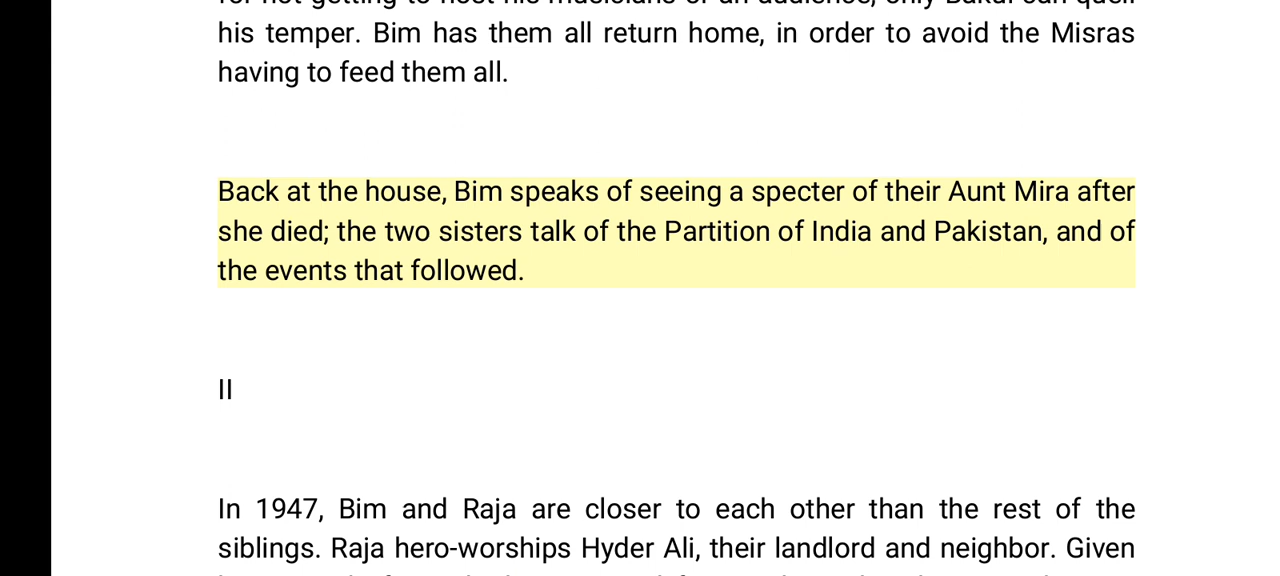 his temper. Bim has them all return home, in order to avoid the Misras
having to feed them all.
Back at the house, Bim speaks of seeing a specter of their Aunt Mira after
she died; the two sisters talk of the Partition of India and Pakistan, and of
the events that followed.
II
In 1947, Bim and Raja are closer to each other than the rest of the
siblings. Raja hero-worships Hyder Ali, their landlord and neighbor. Given